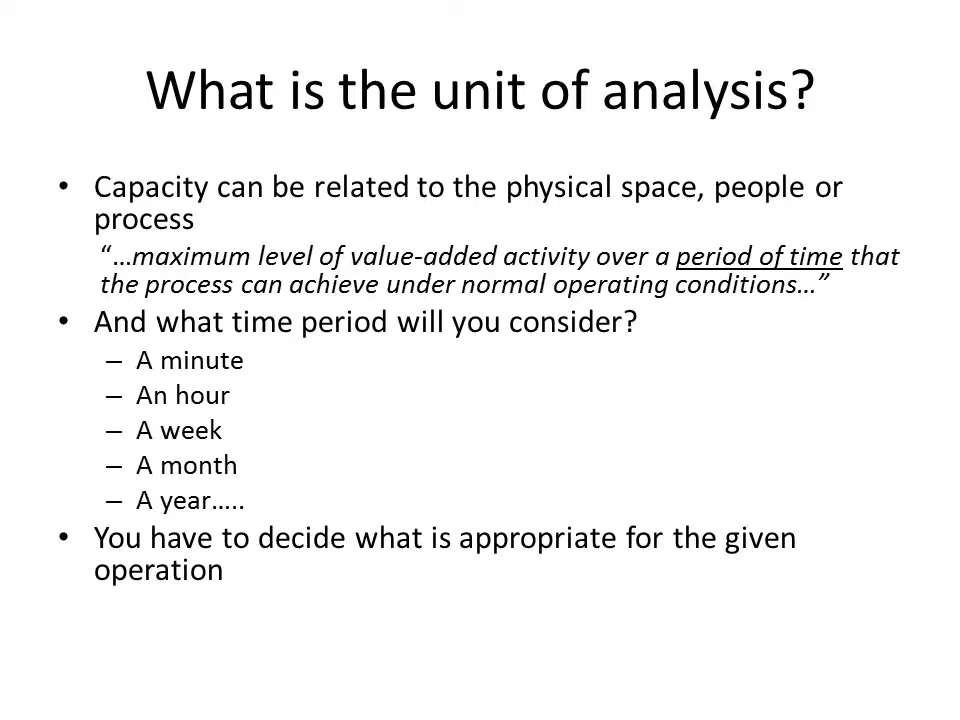 What is the unit of analysis?
• Capacity can be related to the physical space, people or
process
“…maximum level of value-added activity over a period of time that
the process can achieve under normal operating conditions…”
• And what time period will you consider?
– A minute
– An hour
– A week
– A month
– A year…..
• You have to decide what is appropriate for the given
operation